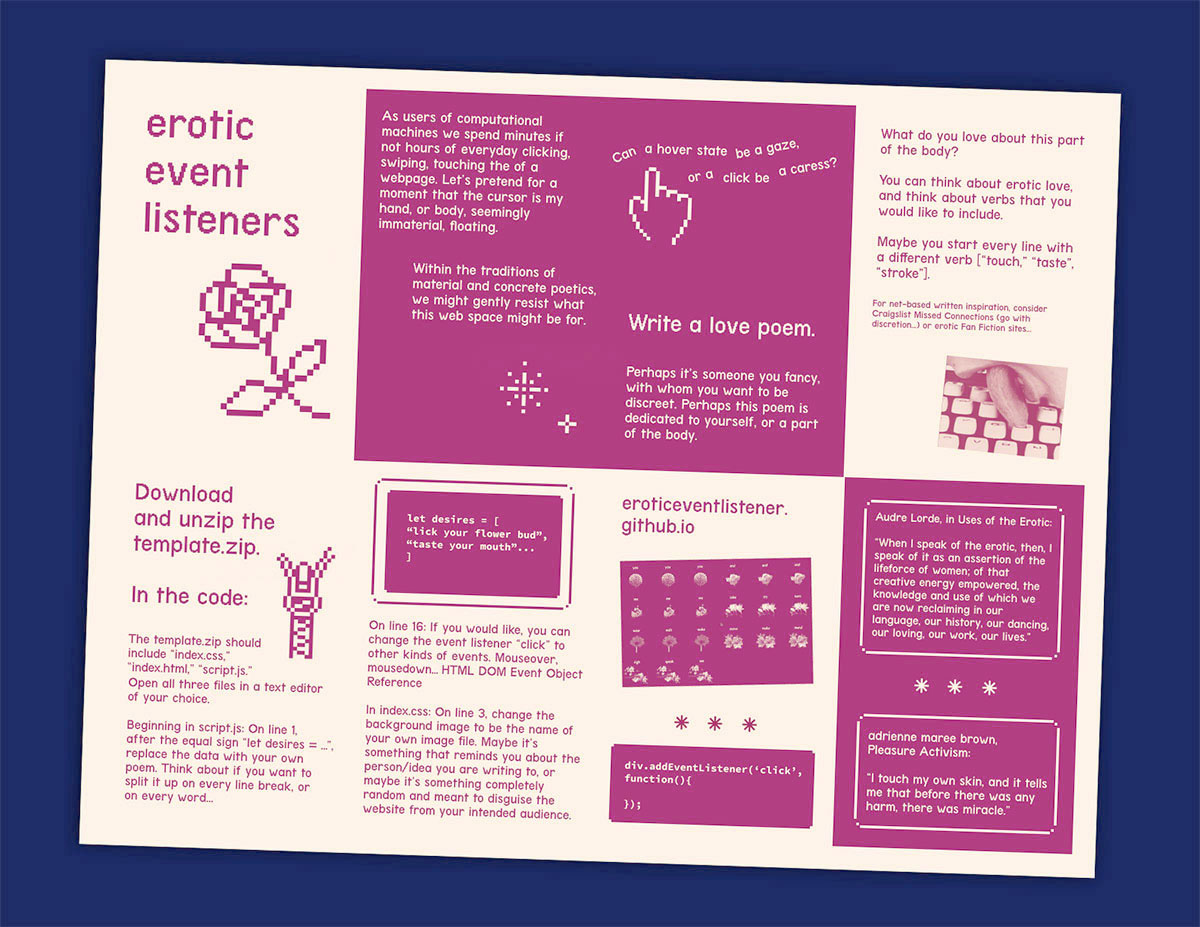 erotic
event
listeners
As users of computational
machines we spend minutes if
not hours of everyday clicking,
swiping, touching the of a
webpage. Let's pretend for a
moment that the cursor is my
hand, or body, seemingly
immaterial, floating.
Within the traditions of
material and concrete poetics,
we might gently resist what
this web space might be for.
Can a hover state be a gaze,
or a click be a caress?
Write a love poem.
Perhaps it's someone you fancy,
with whom you want to be
discreet. Perhaps this poem is
dedicated to yourself, or a part
of the body.
What do you love about this part
of the body?
You can think about erotic love,
and think about verbs that you
would like to include.
Maybe you start every line with
a different verb ["touch," "taste",
"stroke"].
For net-based written inspiration, consider
Craigslist Missed Connections (go with
discretion...) or erotic Fan Fiction sites...
Download
and unzip the
template.zip.
In the code:
The template.zip should
include "index.css,"
"index.html," "script.js."
Open all three files in a text editor
of your choice.
Beginning in script.js: On line 1,
after the equal sign "let desires = ...",
replace the data with your own
poem. Think about if you want to
split it up on every line break, or
on every word...
let desires = [
"lick your flower bud",
"taste your mouth"...
]
On line 16: If you would like, you can
change the event listener "click" to
other kinds of events. Mouseover,
mousedown... HTML DOM Event Object
Reference
In index.css: On line 3, change the
background image to be the name of
your own image file. Maybe it's
something that reminds you about the
person/idea you are writing to, or
maybe it's something completely
random and meant to disguise the
website from your intended audience.
eroticeventlistener.
github.io
div.addEventListener('click',
function(){
});
Audre Lorde, in Uses of the Erotic:
"When I speak of the erotic, then, I
speak of it as an assertion of the
lifeforce of women; of that
creative energy empowered, the
knowledge and use of which we
are now reclaiming in our
language, our history, our dancing,
our loving, our work, our lives."
adrienne maree brown,
Pleasure Activism:
"I touch my own skin, and it tells
me that before there was any
harm, there was miracle."